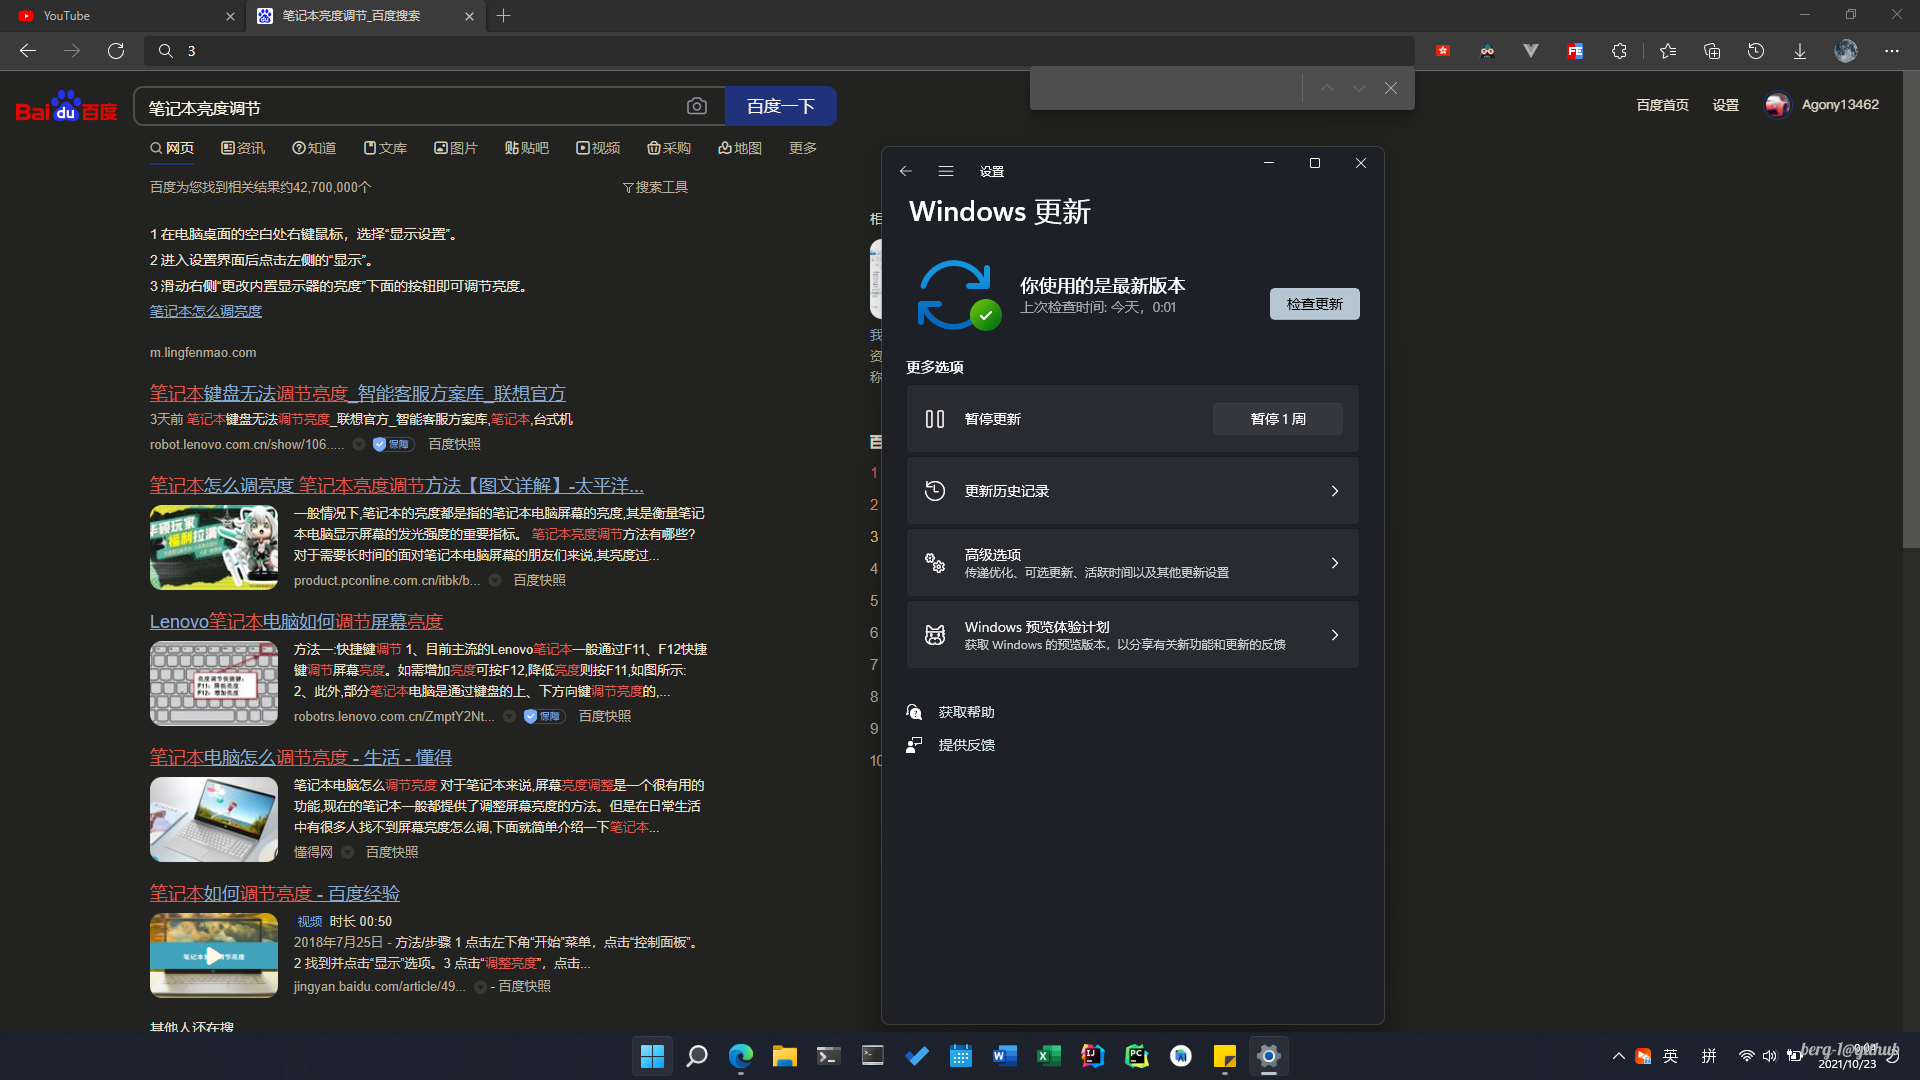 YouTube
笔记本亮度调节_百度搜索
3
Bai du 百度
笔记本亮度调节
百度一下
百度首页
设置
Agony13462
网页
资讯
知道
文库
图片
贴吧
视频
采购
地图
更多
百度为您找到相关结果约42,700,000个
搜索工具
1 在电脑桌面的空白处右键鼠标，选择“显示设置”。
2 进入设置界面后点击左侧的“显示”。
3 滑动右侧“更改内置显示器的亮度”下面的按钮即可调节亮度。
笔记本怎么调亮度
m.lingfenmao.com
笔记本键盘无法调节亮度_智能客服方案库_联想官方
3天前 笔记本键盘无法调节亮度_联想官方_智能客服方案库,笔记本,台式机
robot.lenovo.com.cn/show/106.....
保障
百度快照
笔记本怎么调亮度 笔记本亮度调节方法【图文详解】-太平洋...
福利拉满
一般情况下,笔记本的亮度都是指的笔记本电脑屏幕的亮度,其是衡量笔记
本电脑显示屏幕的发光强度的重要指标。 笔记本亮度调节方法有哪些?
对于需要长时间的面对笔记本电脑屏幕的朋友们来说,其亮度过...
product.pconline.com.cn/itbk/b...
百度快照
Lenovo笔记本电脑如何调节屏幕亮度
亮度调节快捷键:
F11: 降低亮度
F12: 增加亮度
方法一:快捷键调节 1、目前主流的Lenovo笔记本一般通过F11、F12快捷
键调节屏幕亮度。如需增加亮度可按F12,降低亮度则按F11,如图所示:
2、此外,部分笔记本电脑是通过键盘的上、下方向键调节亮度的,...
robotrs.lenovo.com.cn/ZmptY2Nt...
保障
百度快照
笔记本电脑怎么调节亮度 - 生活 - 懂得
笔记本电脑怎么调节亮度 对于笔记本来说,屏幕亮度调整是一个很有用的
功能,现在的笔记本一般都提供了调整屏幕亮度的方法。但是在日常生活
中有很多人找不到屏幕亮度怎么调,下面就简单介绍一下笔记本...
懂得网
百度快照
笔记本如何调节亮度 - 百度经验
视频 时长 00:50
2018年7月25日 - 方法/步骤 1 点击左下角“开始”菜单，点击“控制面板”。
2 找到并点击“显示”选项。3 点击“调整亮度”，点击...
jingyan.baidu.com/article/49...
- 百度快照
其他人还在搜
相
我
资
称
百
1
2
3
4
5
6
7
8
9
10
设置
Windows 更新
你使用的是最新版本
上次检查时间: 今天，0:01
检查更新
更多选项
暂停更新
暂停 1 周
更新历史记录
高级选项
传递优化、可选更新、活跃时间以及其他更新设置
Windows 预览体验计划
获取 Windows 的预览版本，以分享有关新功能和更新的反馈
获取帮助
提供反馈
英
拼
berg-l@github
2021/10/23